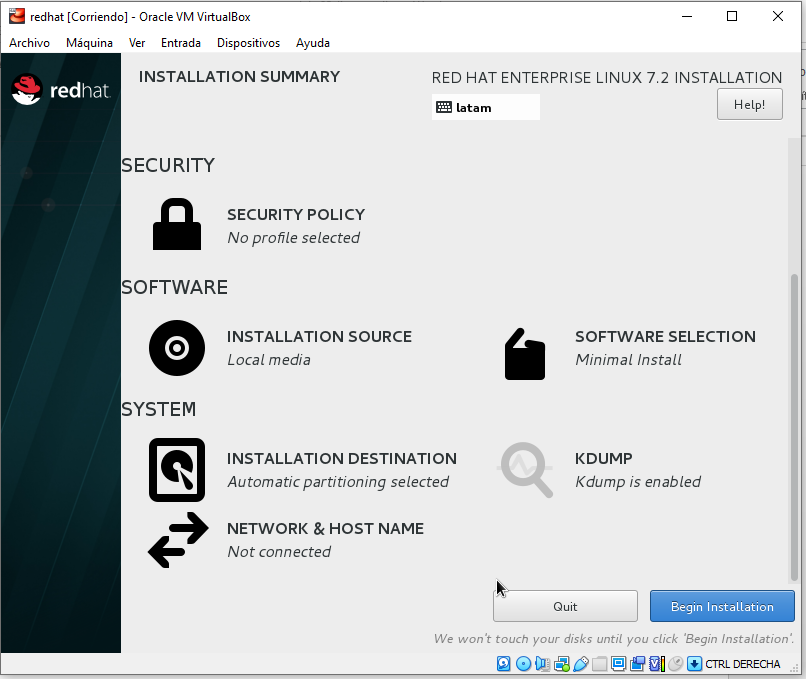 redhat [Corriendo] - Oracle VM VirtualBox
Archivo Máquina Ver Entrada Dispositivos Ayuda
redhat.
INSTALLATION SUMMARY
RED HAT ENTERPRISE LINUX 7.2 INSTALLATION
latam
Help!
SECURITY
SECURITY POLICY
No profile selected
SOFTWARE
INSTALLATION SOURCE
Local media
SOFTWARE SELECTION
Minimal Install
SYSTEM
INSTALLATION DESTINATION
Automatic partitioning selected
KDUMP
Kdump is enabled
NETWORK & HOST NAME
Not connected
Quit
Begin Installation
We won't touch your disks until you click 'Begin Installation'.
CTRL DERECHA